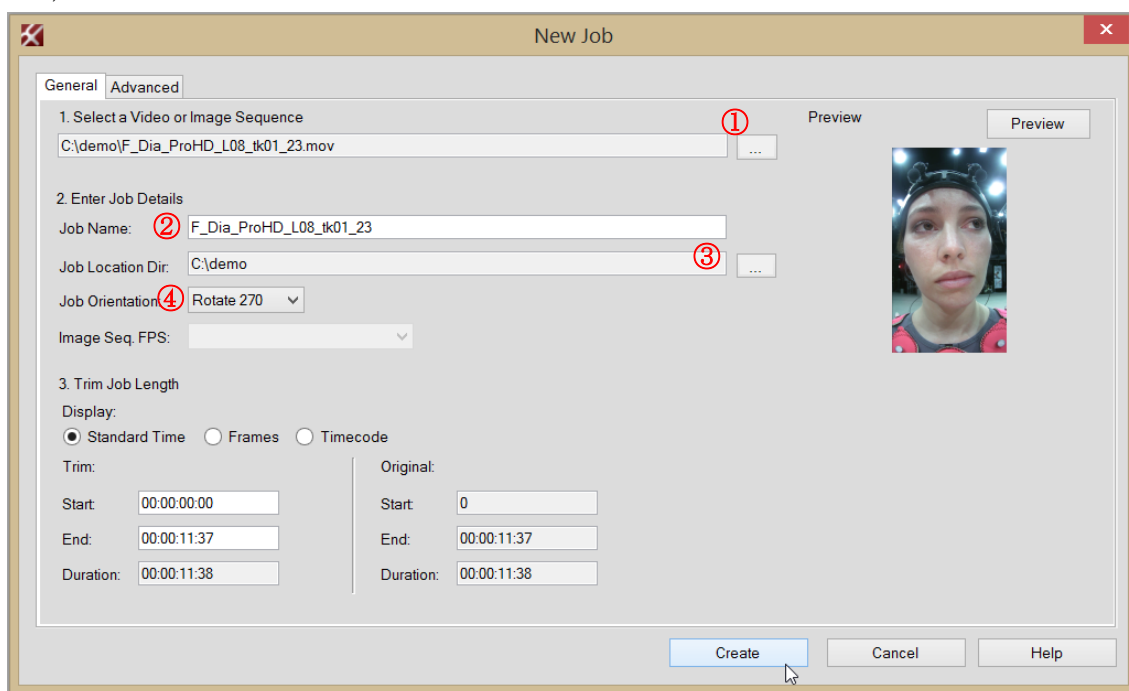 New Job
General Advanced
1. Select a Video or Image Sequence
①
Preview
Preview
C:\demo\F_Dia_ProHD_L08_tk01_23.mov
...
2. Enter Job Details
Job Name: ② F_Dia_ProHD_L08_tk01_23
Job Location Dir: C:\demo ③ ...
Job Orientation: ④ Rotate 270
Image Seq. FPS:
3. Trim Job Length
Display:
Standard Time Frames Timecode
Trim: Original:
Start: 00:00:00:00 Start: 0
End: 00:00:11:37 End: 00:00:11:37
Duration: 00:00:11:38 Duration: 00:00:11:38
Create Cancel Help